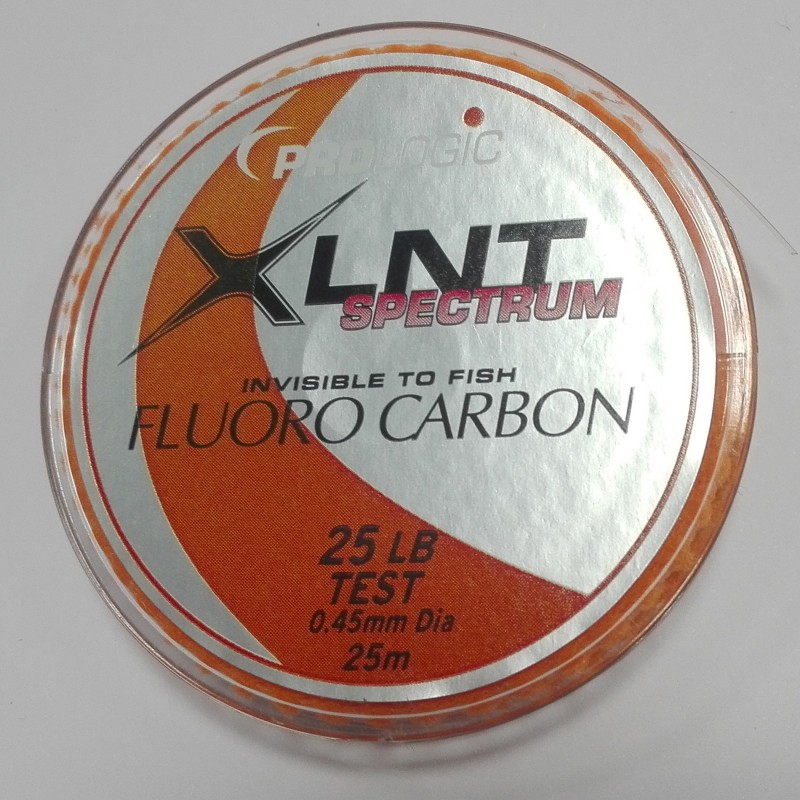 PROLOGIC
XLNT
SPECTRUM
INVISIBLE TO FISH
FLUORO CARBON
25 LB
TEST
0.45mm Dia
25m